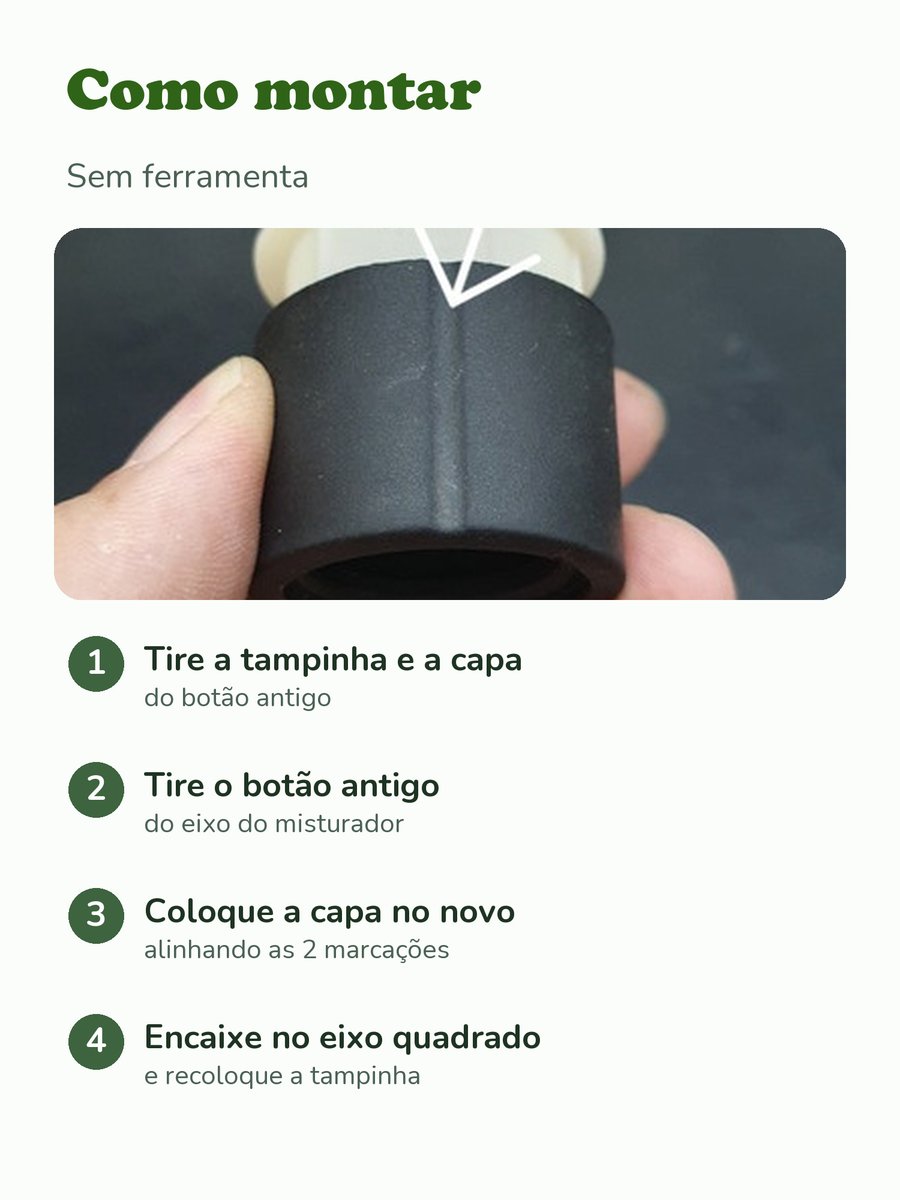 Como montar
Sem ferramenta
1 Tire a tampinha e a capa
do botão antigo
2 Tire o botão antigo
do eixo do misturador
3 Coloque a capa no novo
alinhando as 2 marcações
4 Encaixe no eixo quadrado
e recoloque a tampinha